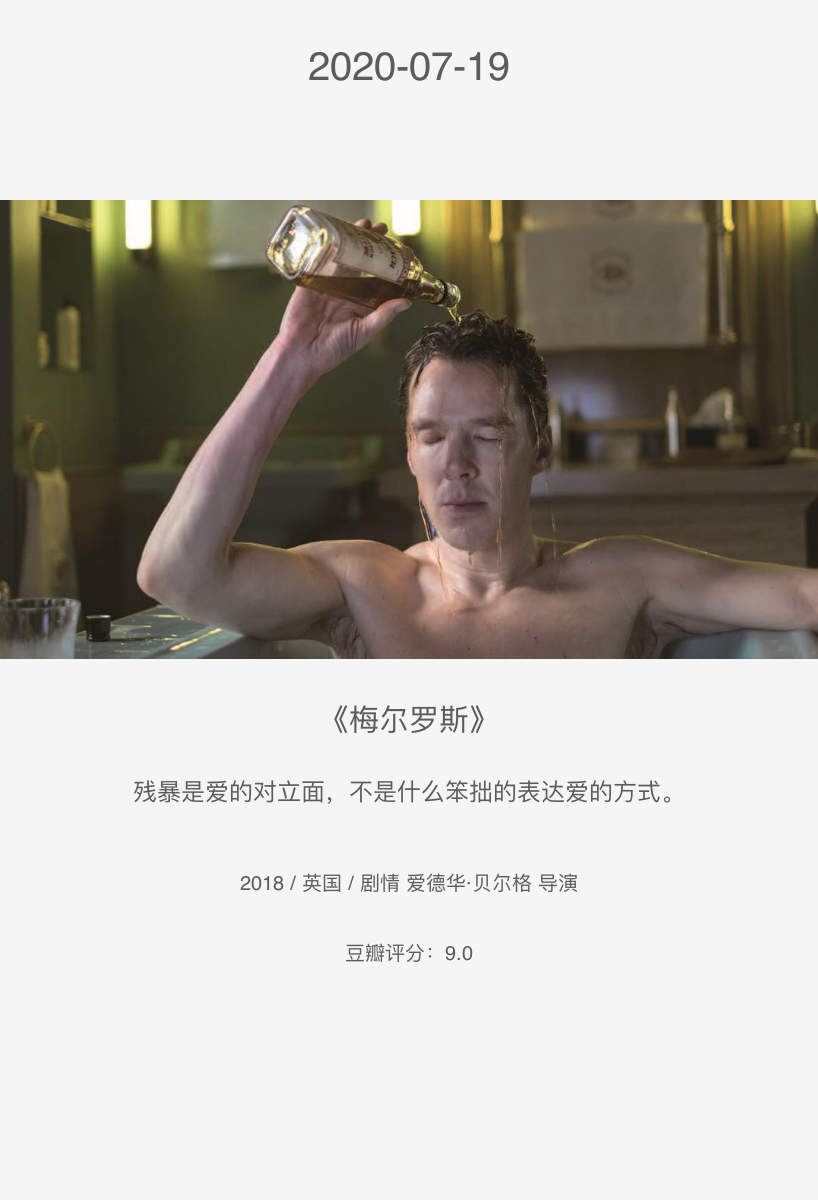 2020-07-19
《梅尔罗斯》
残暴是爱的对立面，不是什么笨拙的表达爱的方式。
2018 / 英国 / 剧情 爱德华·贝尔格 导演
豆瓣评分：9.0